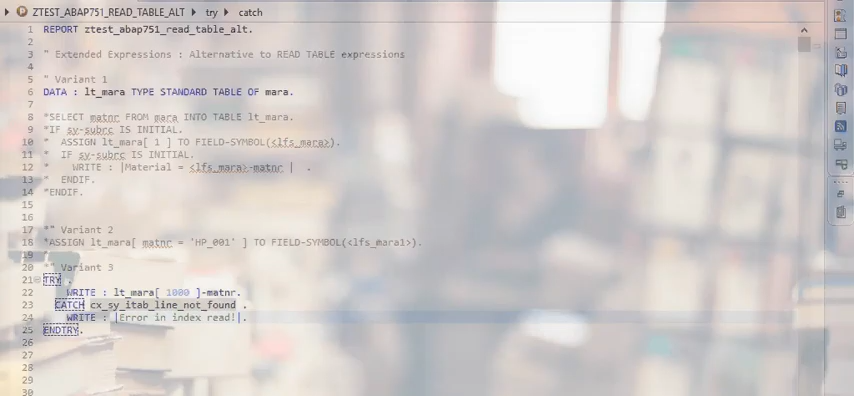 ZTEST_ABAP751_READ_TABLE_ALT try catch
1 REPORT ztest_abap751_read_table_alt.
2
3 " Extended Expressions : Alternative to READ TABLE expressions
4
5 " Variant 1
6 DATA : lt_mara TYPE STANDARD TABLE OF mara.
7
8 *SELECT matnr FROM mara INTO TABLE lt_mara.
9 *IF sy-subrc IS INITIAL.
10 * ASSIGN lt_mara[ 1 ] TO FIELD-SYMBOL(<lfs_mara>).
11 * IF sy-subrc IS INITIAL.
12 * WRITE : |Material = <lfs_mara>-matnr | .
13 * ENDIF.
14 *ENDIF.
15
16
17 *" Variant 2
18 *ASSIGN lt_mara[ matnr = 'HP_001' ] TO FIELD-SYMBOL(<lfs_mara1>).
19
20 *" Variant 3
21 TRY .
22 WRITE : lt_mara[ 1000 ]-matnr.
23 CATCH cx_sy_itab_line_not_found .
24 WRITE : |Error in index read!|.
25 ENDTRY.
26
27
28
29
30